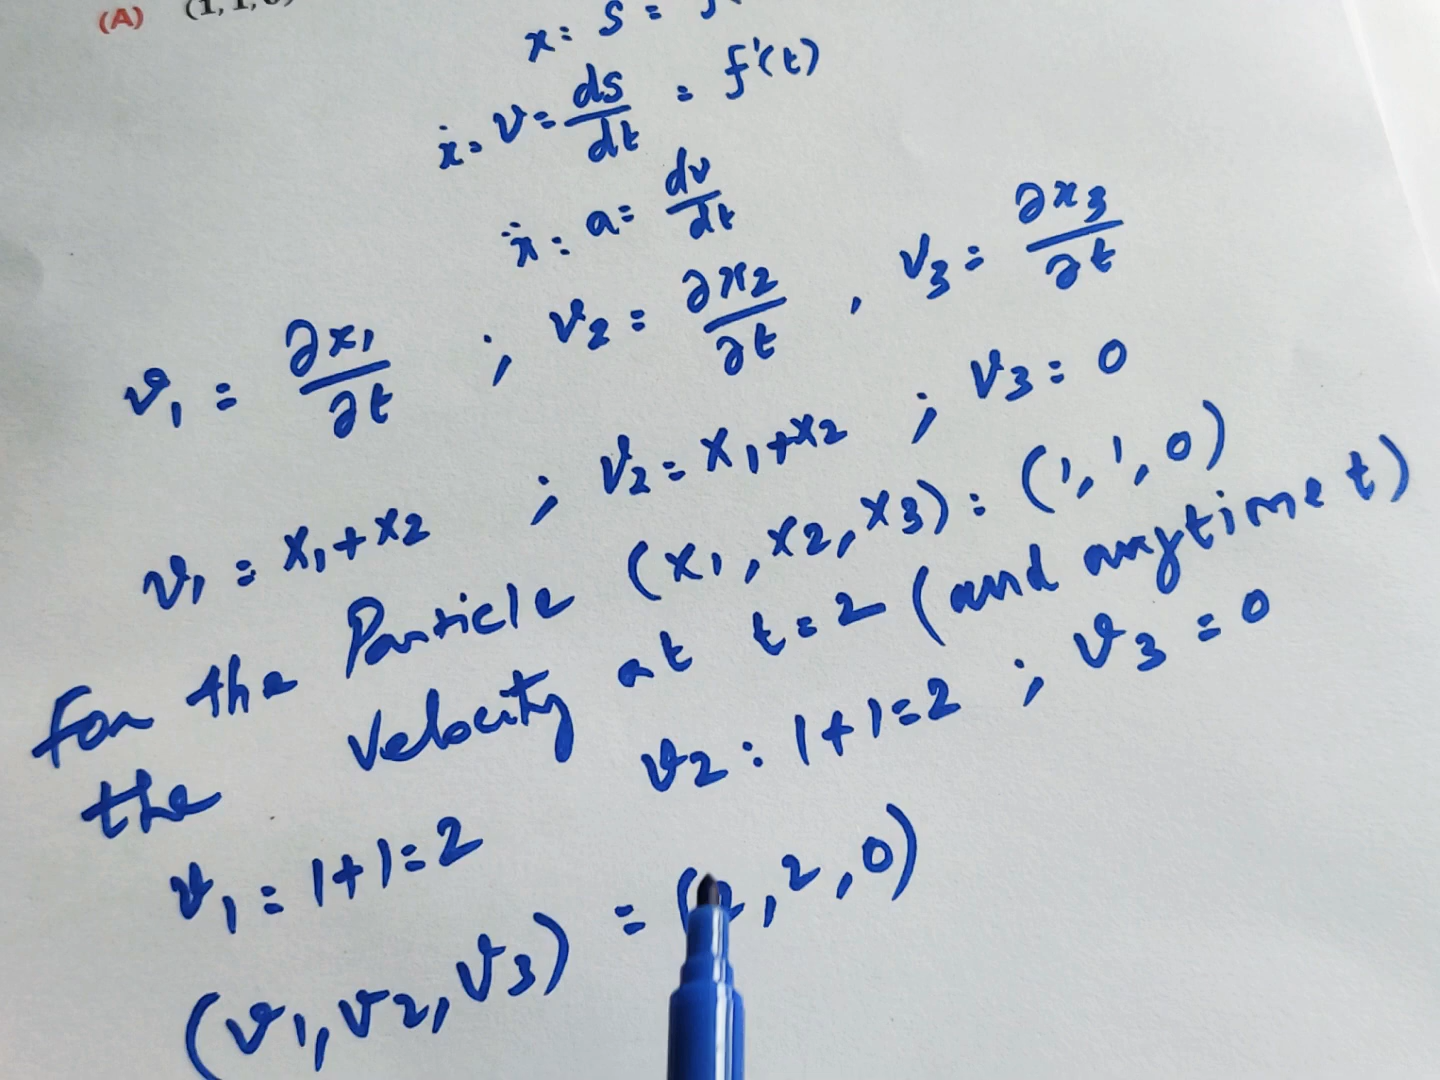 (A) (1, 1, 0)
x = S =
ẋ = v = ds/dt = f'(t)
ẍ = a = dv/dt
v₁ = ∂x₁/∂t ; v₂ = ∂x₂/∂t , v₃ = ∂x₃/∂t
v₁ = X₁+X₂ ; v₂ = X₁+X₂ ; v₃ = 0
For the Particle (X₁, X₂, X₃) = (1, 1, 0)
the velocity at t=2 (and anytime t)
v₁ = 1+1=2 v₂ = 1+1=2 ; v₃ = 0
(v₁, v₂, v₃) = (2, 2, 0)